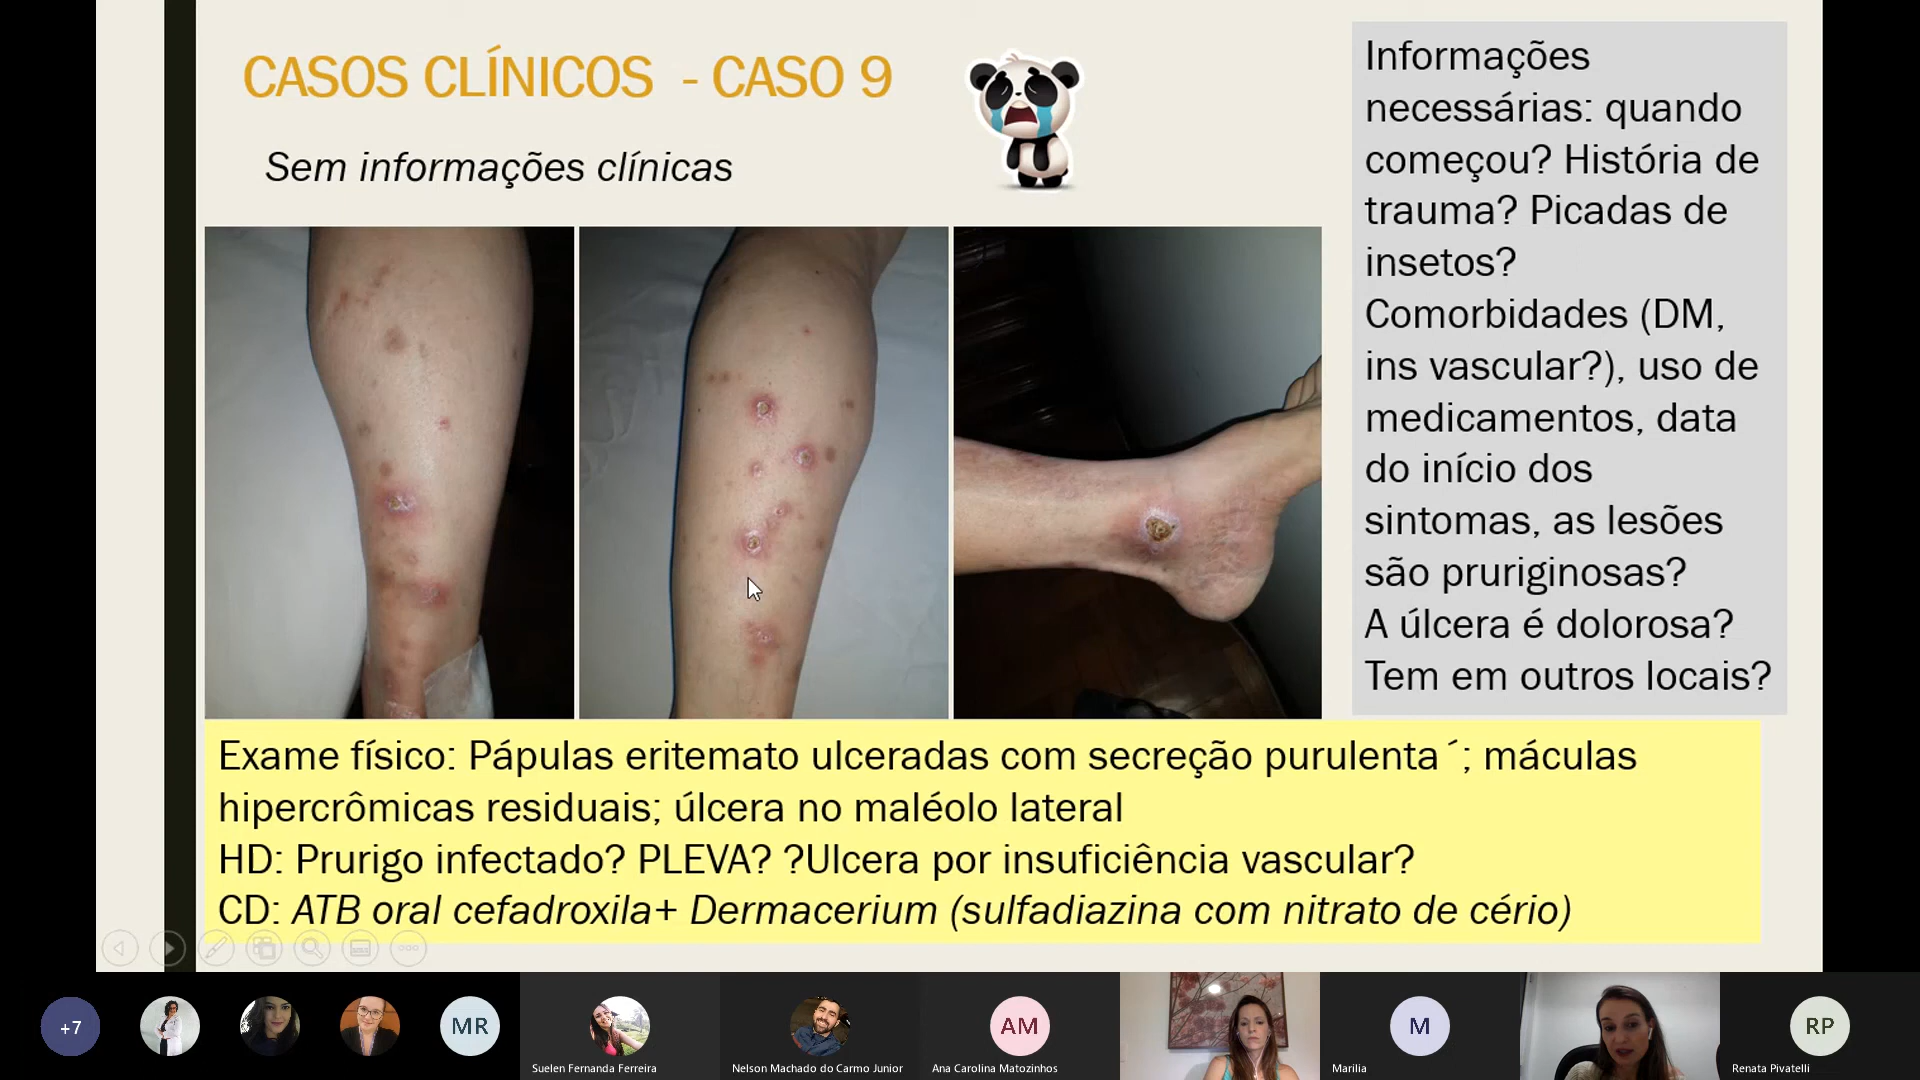 CASOS CLÍNICOS - CASO 9
Sem informações clínicas
Informações
necessárias: quando
começou? História de
trauma? Picadas de
insetos?
Comorbidades (DM,
ins vascular?), uso de
medicamentos, data
do início dos
sintomas, as lesões
são pruriginosas?
A úlcera é dolorosa?
Tem em outros locais?
Exame físico: Pápulas eritemato ulceradas com secreção purulenta ´; máculas
hipercrômicas residuais; úlcera no maléolo lateral
HD: Prurigo infectado? PLEVA? ?Ulcera por insuficiência vascular?
CD: ATB oral cefadroxila+ Dermacerium (sulfadiazina com nitrato de cério)
+7
MR
Suelen Fernanda Ferreira
Nelson Machado do Carmo Junior
AM
Ana Carolina Matozinhos
M
Marilia
RP
Renata Pivatelli